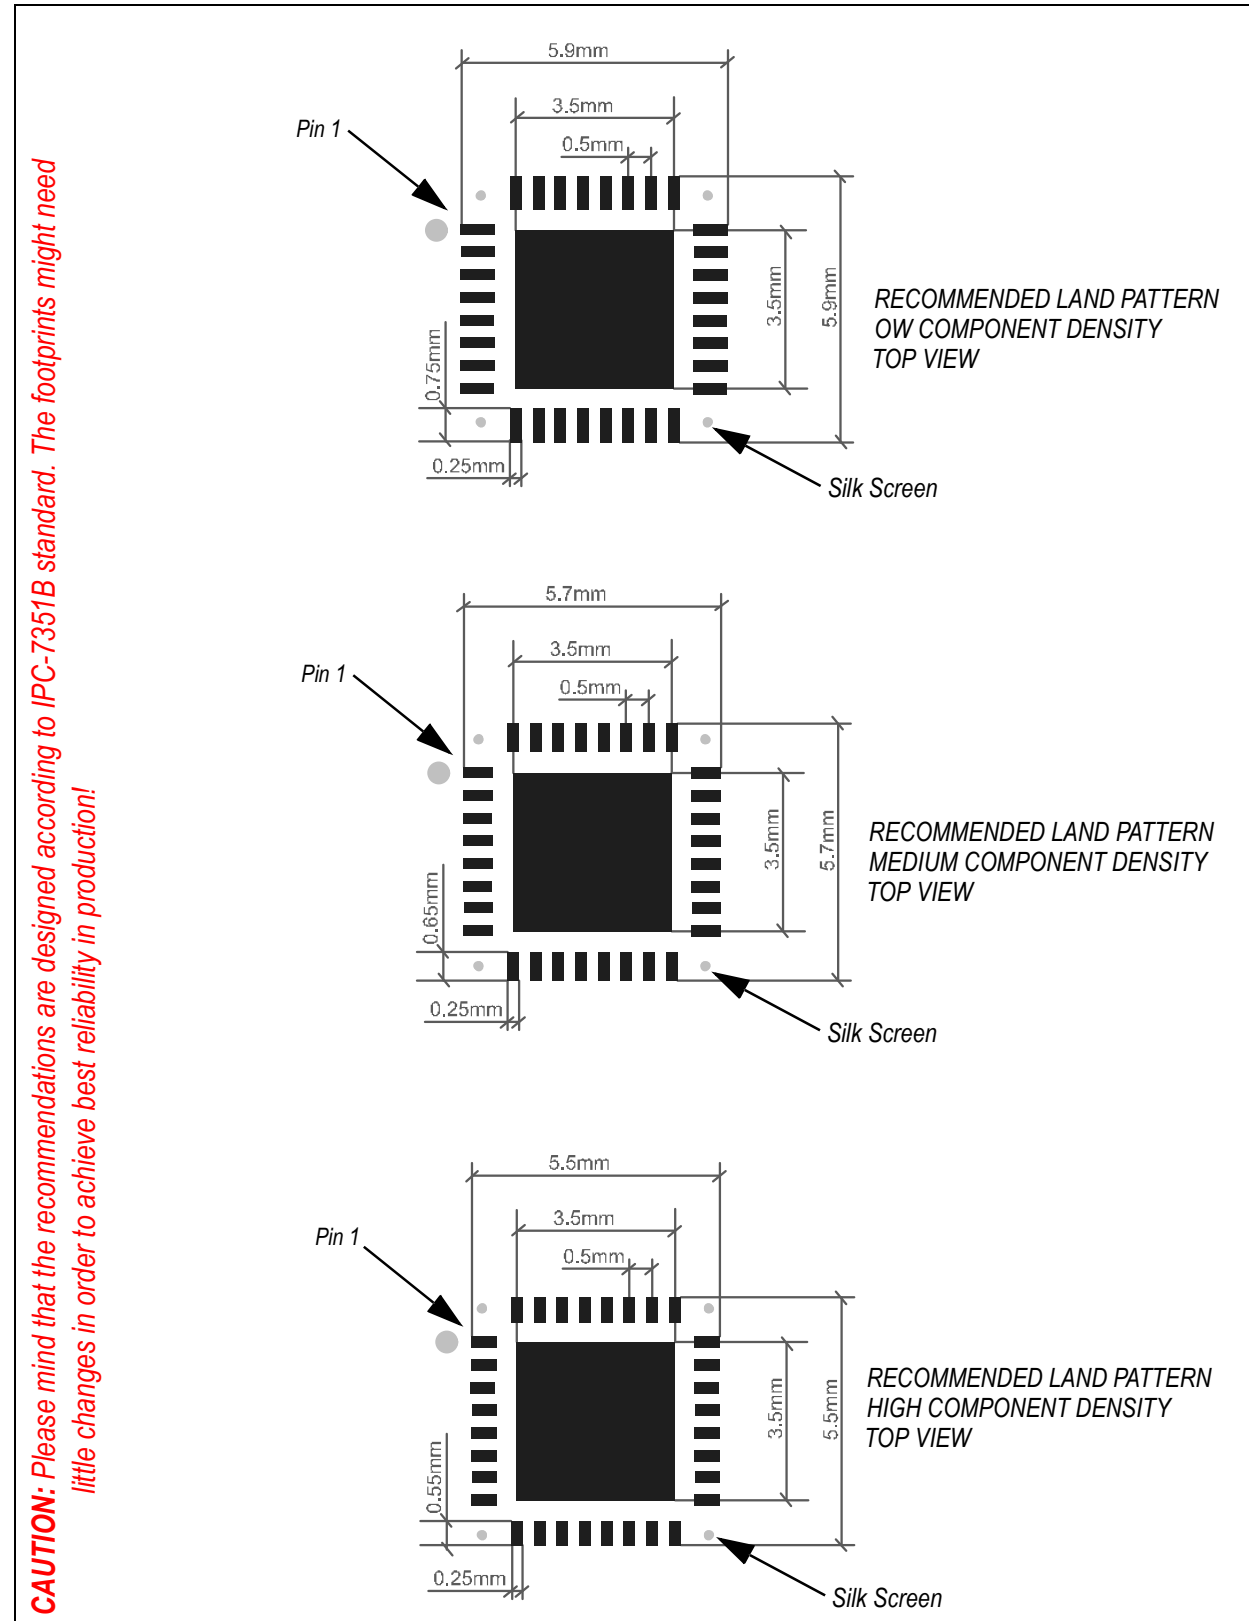 CAUTION: Please mind that the recommendations are designed according to IPC-7351B standard. The footprints might need
little changes in order to achieve best reliability in production!
5.9mm
3.5mm
0.5mm
Pin 1
3.5mm
5.9mm
0.75mm
0.25mm
RECOMMENDED LAND PATTERN
OW COMPONENT DENSITY
TOP VIEW
Silk Screen
5.7mm
3.5mm
0.5mm
Pin 1
3.5mm
5.7mm
0.65mm
0.25mm
RECOMMENDED LAND PATTERN
MEDIUM COMPONENT DENSITY
TOP VIEW
Silk Screen
5.5mm
3.5mm
0.5mm
Pin 1
3.5mm
5.5mm
0.55mm
0.25mm
RECOMMENDED LAND PATTERN
HIGH COMPONENT DENSITY
TOP VIEW
Silk Screen